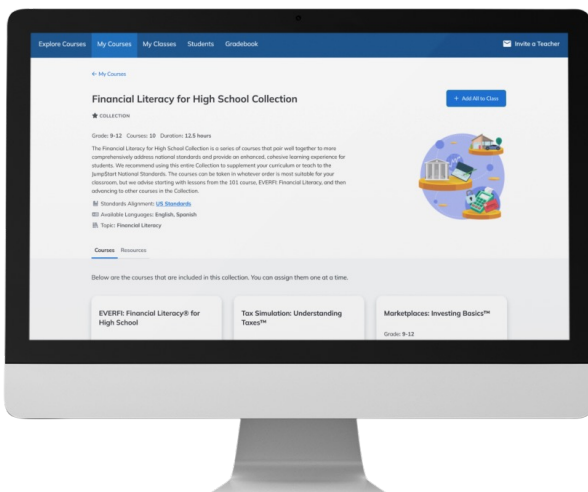 Explore Courses My Courses My Classes Students Gradebook Invite a Teacher
← My Courses
Financial Literacy for High School Collection
+ Add All to Class
COLLECTION
Grade: 9-12 Courses: 10 Duration: 12.5 hours
The Financial Literacy for High School Collection is a series of courses that pair well together to more
comprehensively address national standards and provide an enhanced, cohesive learning experience for
students. We recommend using this entire Collection to supplement your curriculum or teach to the
Jump$tart National Standards. The courses can be taken in whatever order is most suitable for your
classroom, but we advise starting with lessons from the 101 course, EVERFI: Financial Literacy, and then
advancing to other courses in the Collection.
Standards Alignment: US Standards
Available Languages: English, Spanish
Topic: Financial Literacy
Courses Resources
Below are the courses that are included in this collection. You can assign them one at a time.
EVERFI: Financial Literacy® for
High School
Tax Simulation: Understanding
Taxes™
Marketplaces: Investing Basics™
Grade: 9-12